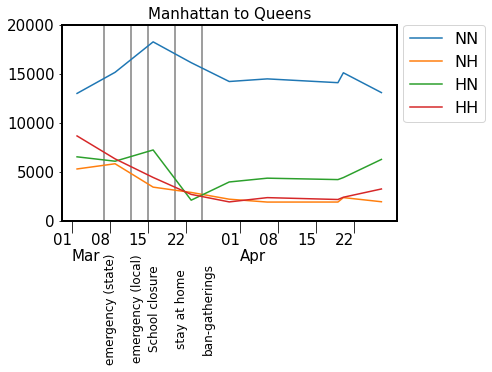 Manhattan to Queens
20000
15000
10000
5000
0
NN
NH
HN
HH
01 08 15 22 01 08 15 22
Mar Apr
emergency (state)
emergency (local)
School closure
stay at home
ban-gatherings